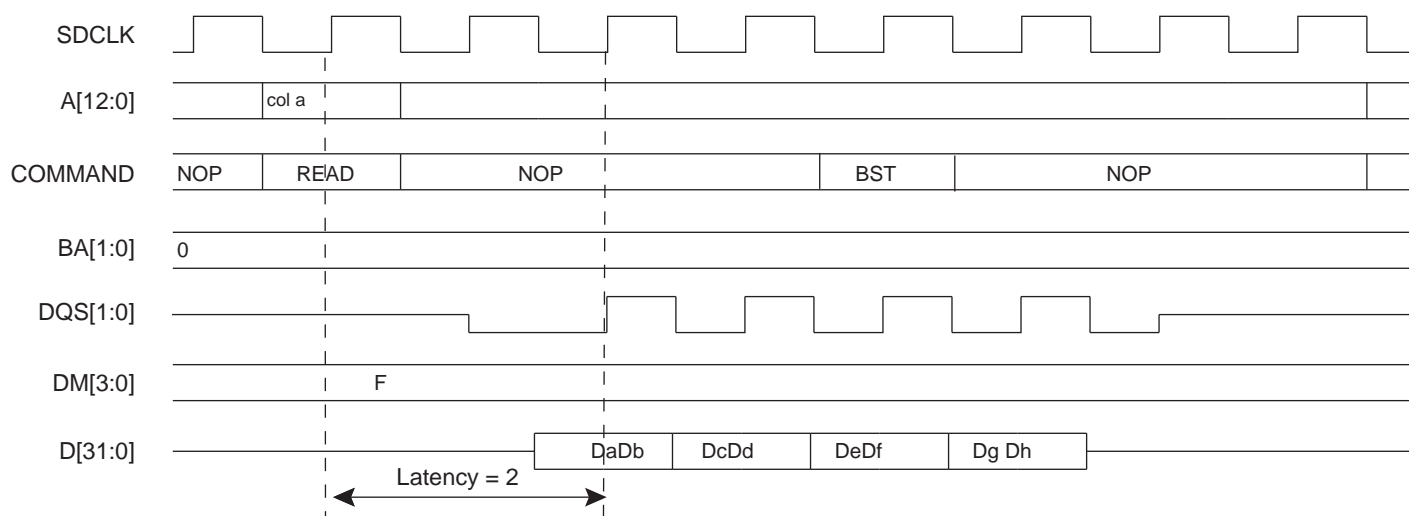 SDCLK
A[12:0] col a
COMMAND NOP READ NOP BST NOP
BA[1:0] 0
DQS[1:0]
DM[3:0] F
D[31:0] DaDb DcDd DeDf Dg Dh
Latency = 2